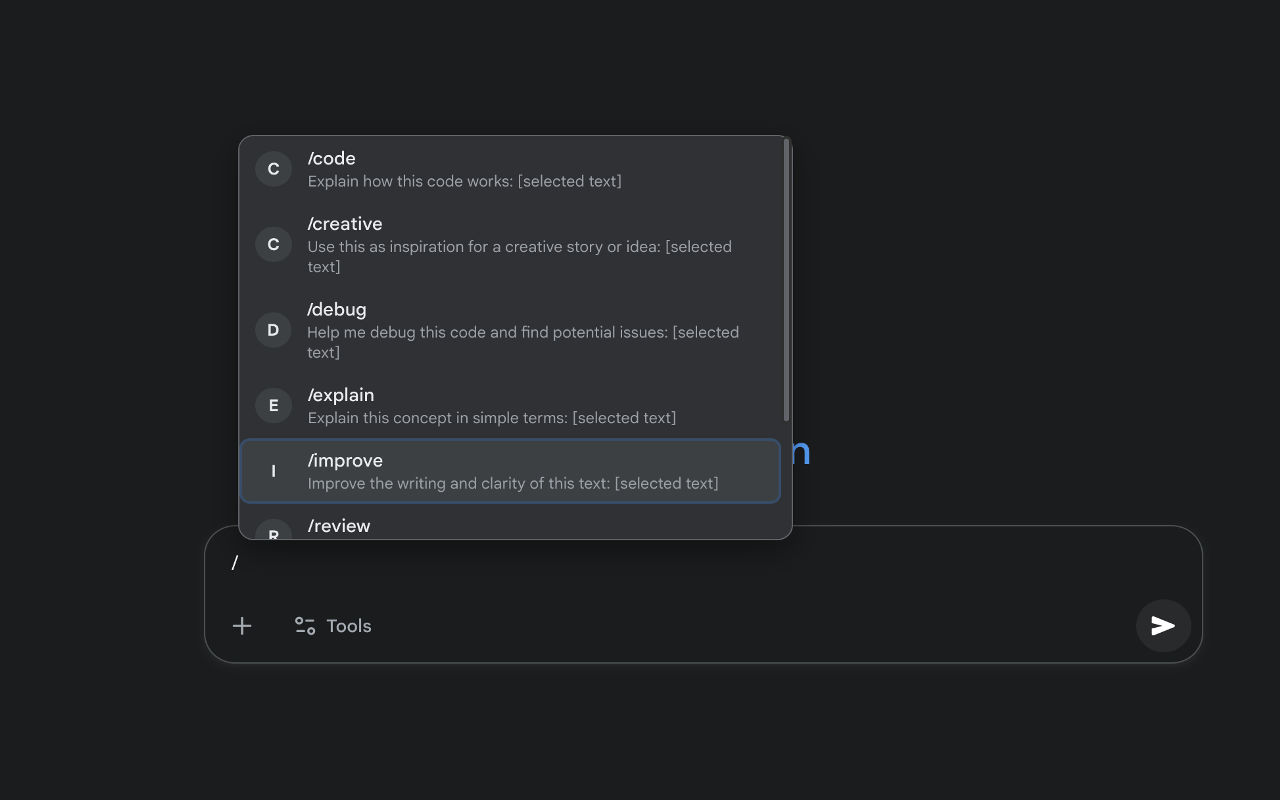 C
/code
Explain how this code works: [selected text]
C
/creative
Use this as inspiration for a creative story or idea: [selected
text]
D
/debug
Help me debug this code and find potential issues: [selected
text]
E
/explain
Explain this concept in simple terms: [selected text]
I
/improve
Improve the writing and clarity of this text: [selected text]
R
/review
n
/
Tools